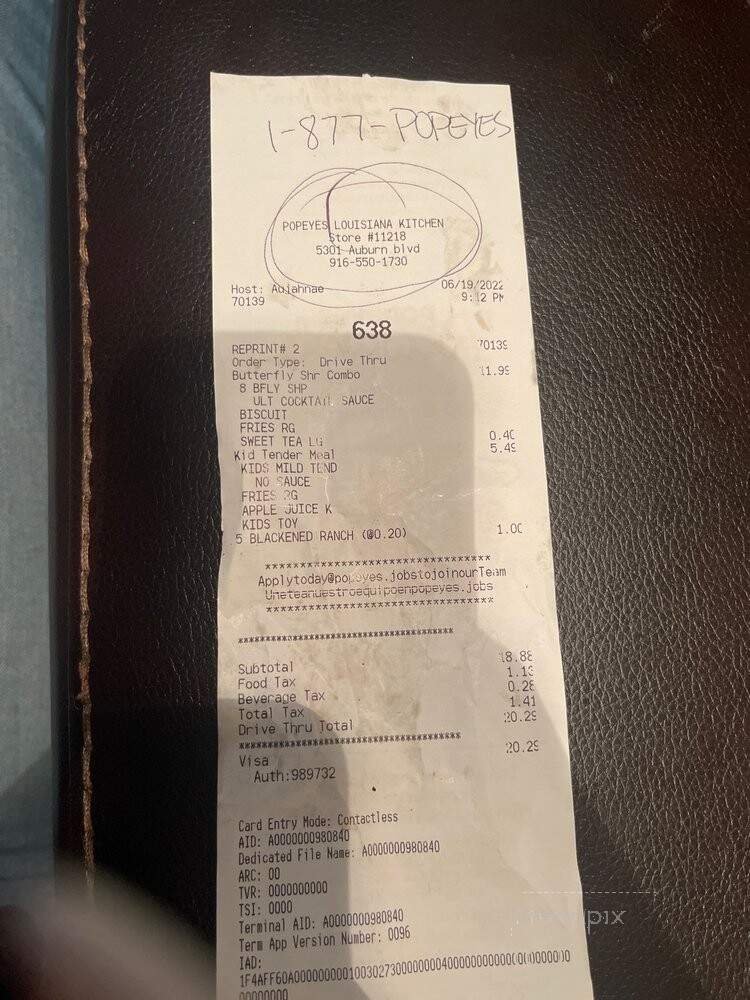 1-877-POPEYES
POPEYES LOUISIANA KITCHEN
Store #11218
5301 Auburn blvd
916-550-1730
Host: Aujahnae 06/19/2022
70139 9:12 PM
638
REPRINT# 2 70139
Order Type: Drive Thru
Butterfly Shr Combo 11.99
8 BFLY SHP
ULT COCKTAIL SAUCE
BISCUIT
FRIES RG
SWEET TEA LG 0.40
Kid Tender Meal 5.49
KIDS MILD TEND
NO SAUCE
FRIES RG
APPLE JUICE K
KIDS TOY
5 BLACKENED RANCH (@0.20) 1.00
***********************************
Applytoday@popeyes.jobstojoinourTeam
Uneteanuestroequipoenpopeyes.jobs
***********************************
***********************************
Subtotal 18.88
Food Tax 1.13
Beverage Tax 0.28
Total Tax 1.41
Drive Thru Total 20.29
***********************************
Visa 20.29
Auth:989732
Card Entry Mode: Contactless
AID: A0000000980840
Dedicated File Name: A0000000980840
ARC: 00
TVR: 0000000000
TSI: 0000
Terminal AID: A0000000980840
Term App Version Number: 0096
IAD:
00000000